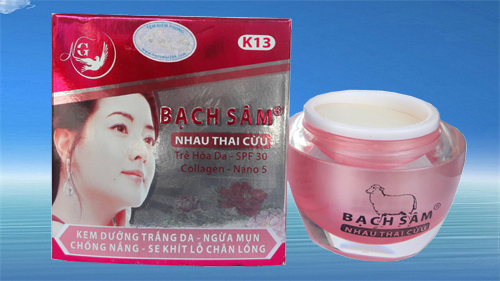 G
K13
BẠCH SÂM®
NHAU THAI CỪU
Trẻ Hóa Da - SPF 30
Collagen - Nano 5
KEM DƯỠNG TRẮNG DA - NGỪA MỤN
CHỐNG NẮNG - SE KHÍT LỖ CHÂN LÔNG
BẠCH SÂM®
NHAU THAI CỪU